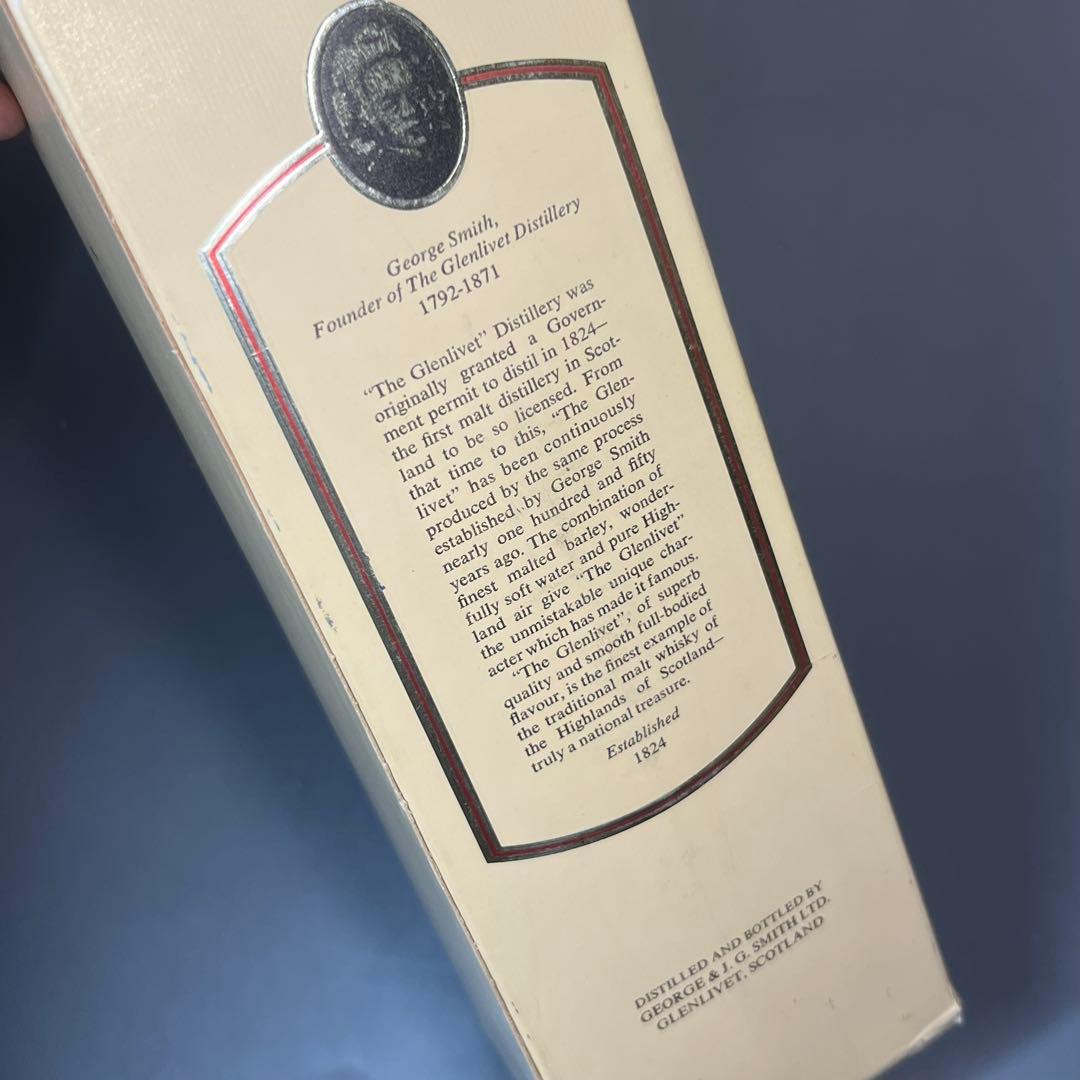 George Smith,
Founder of The Glenlivet Distillery
1792-1871
“The Glenlivet” Distillery was
originally granted a Govern-
ment permit to distil in 1824—
the first malt distillery in Scot-
land to be so licensed. From
that time to this, “The Glen-
livet” has been continuously
produced by the same process
established by George Smith
nearly one hundred and fifty
years ago. The combination of
finest malted barley, wonder-
fully soft water and pure High-
land air give “The Glenlivet”
the unmistakable unique char-
acter which has made it famous.
“The Glenlivet”, of superb
quality and smooth full-bodied
flavour, is the finest example of
the traditional malt whisky of
the Highlands of Scotland—
truly a national treasure.
Established
1824
DISTILLED AND BOTTLED BY
GEORGE & J. G. SMITH LTD.
GLENLIVET, SCOTLAND